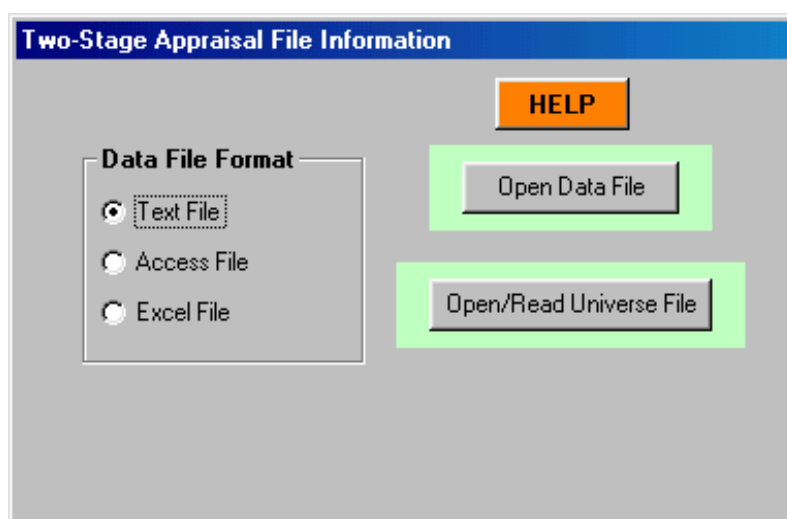 Two-Stage Appraisal File Information
HELP
Data File Format
Text File
Access File
Excel File
Open Data File
Open/Read Universe File